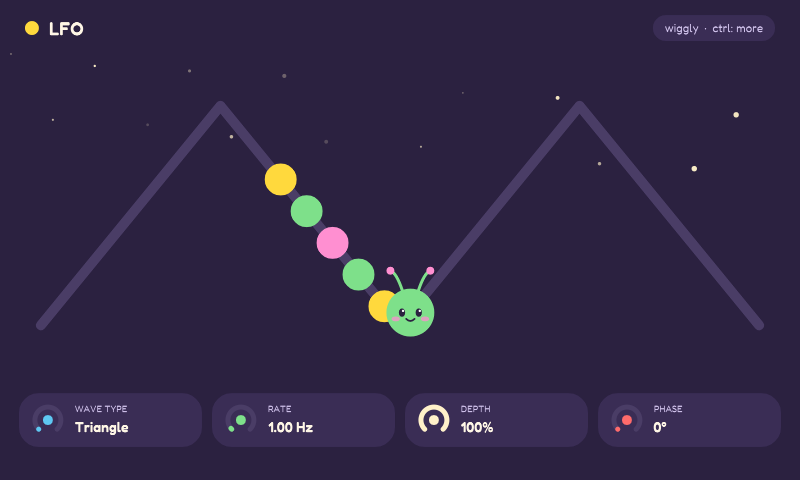 LFO
wiggly · ctrl: more
WAVE TYPE
Triangle
RATE
1.00 Hz
DEPTH
100%
PHASE
0°